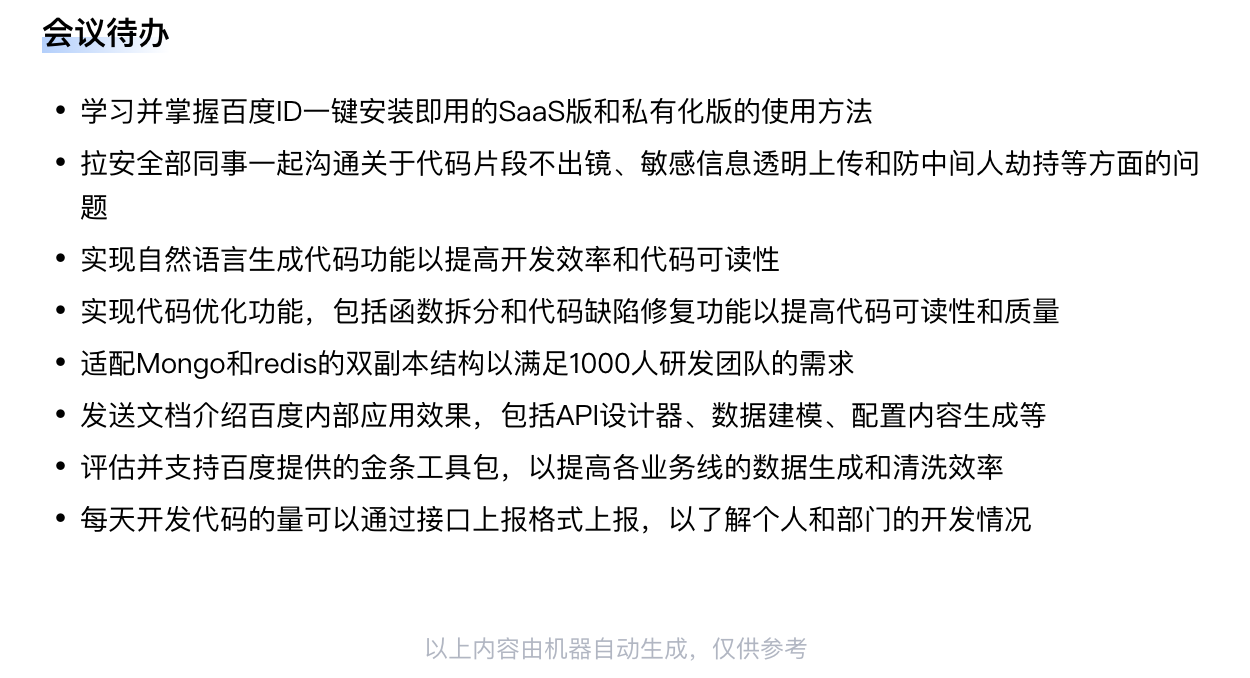 会议待办
• 学习并掌握百度ID一键安装即用的SaaS版和私有化版的使用方法
• 拉安全部同事一起沟通关于代码片段不出镜、敏感信息透明上传和防中间人劫持等方面的问
题
• 实现自然语言生成代码功能以提高开发效率和代码可读性
• 实现代码优化功能，包括函数拆分和代码缺陷修复功能以提高代码可读性和质量
• 适配Mongo和redis的双副本结构以满足1000人研发团队的需求
• 发送文档介绍百度内部应用效果，包括API设计器、数据建模、配置内容生成等
• 评估并支持百度提供的金条工具包，以提高各业务线的数据生成和清洗效率
• 每天开发代码的量可以通过接口上报格式上报，以了解个人和部门的开发情况
以上内容由机器自动生成，仅供参考